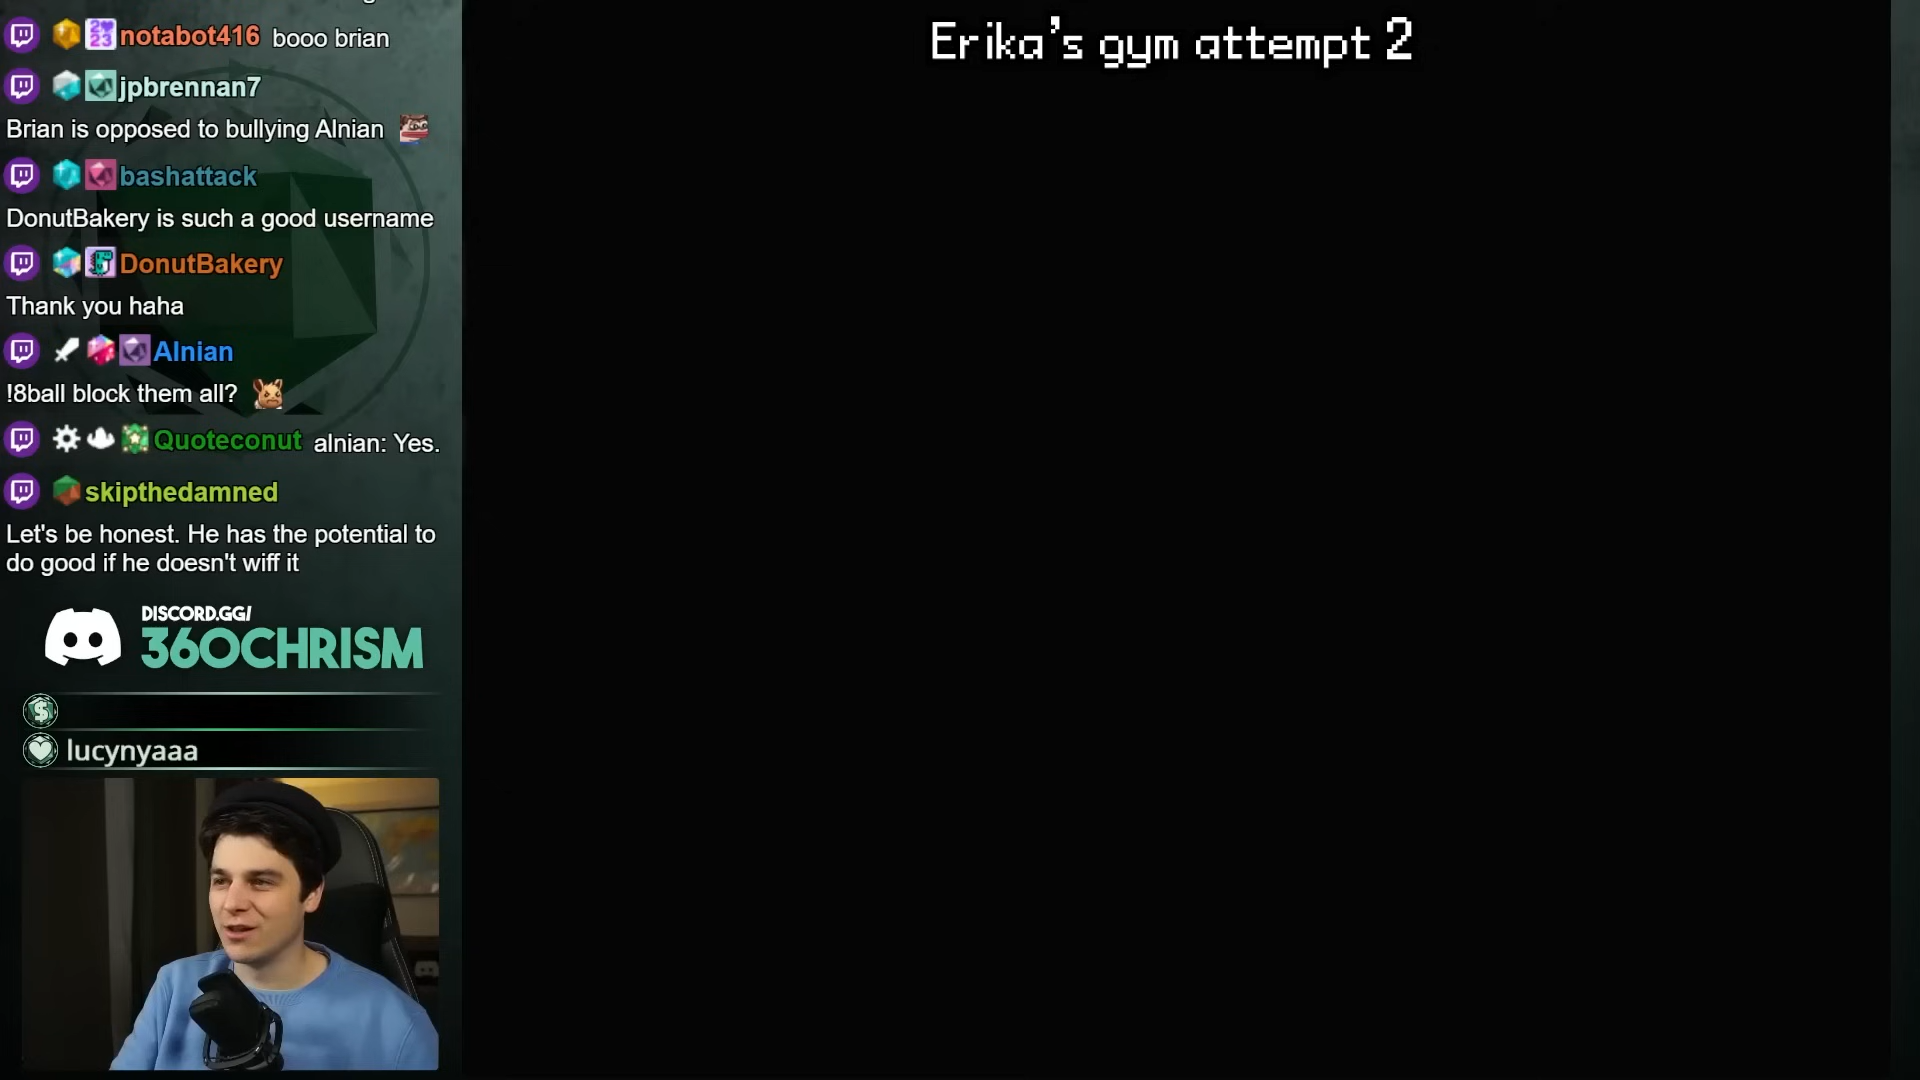 notabot416 booo brian
jpbrennan7
Brian is opposed to bullying Alnian
bashattack
DonutBakery is such a good username
DonutBakery
Thank you haha
Alnian
!8ball block them all?
Quoteconut alnian: Yes.
skipthedamned
Let's be honest. He has the potential to
do good if he doesn't wiff it
DISCORD.GG/
360CHRISM
lucynyaaa
Erika's gym attempt 2